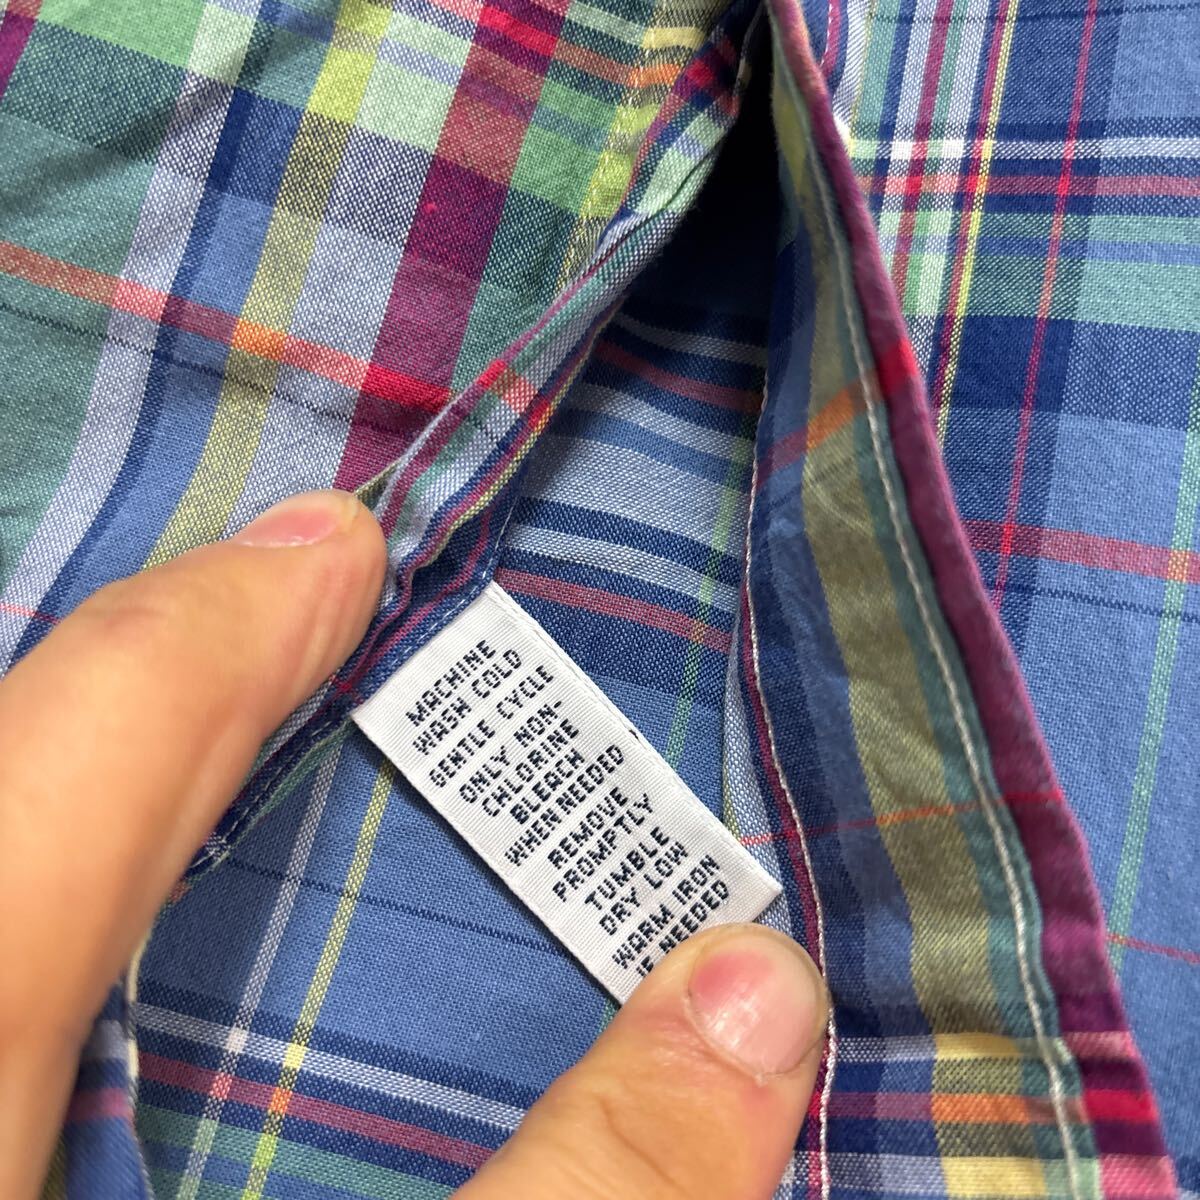 MACHINE
WASH COLD
GENTLE CYCLE
ONLY NON-
CHLORINE
BLEACH
WHEN NEEDED
REMOVE
PROMPTLY
TUMBLE
DRY LOW
WARM IRON
IF NEEDED